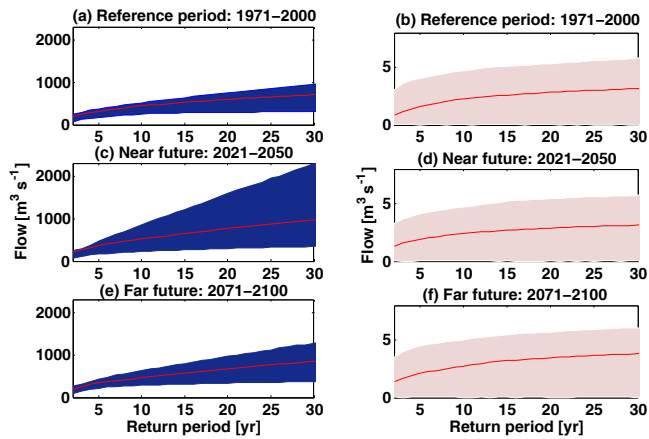 (a) Reference period: 1971−2000
2000
1000
0
5 10 15 20 25 30
(b) Reference period: 1971−2000
5
0
5 10 15 20 25 30
(c) Near future: 2021−2050
2000
1000
0
5 10 15 20 25 30
Flow [m³ s⁻¹]
(d) Near future: 2021−2050
5
0
5 10 15 20 25 30
Flow [m³ s⁻¹]
(e) Far future: 2071−2100
2000
1000
0
5 10 15 20 25 30
Return period [yr]
(f) Far future: 2071−2100
5
0
5 10 15 20 25 30
Return period [yr]